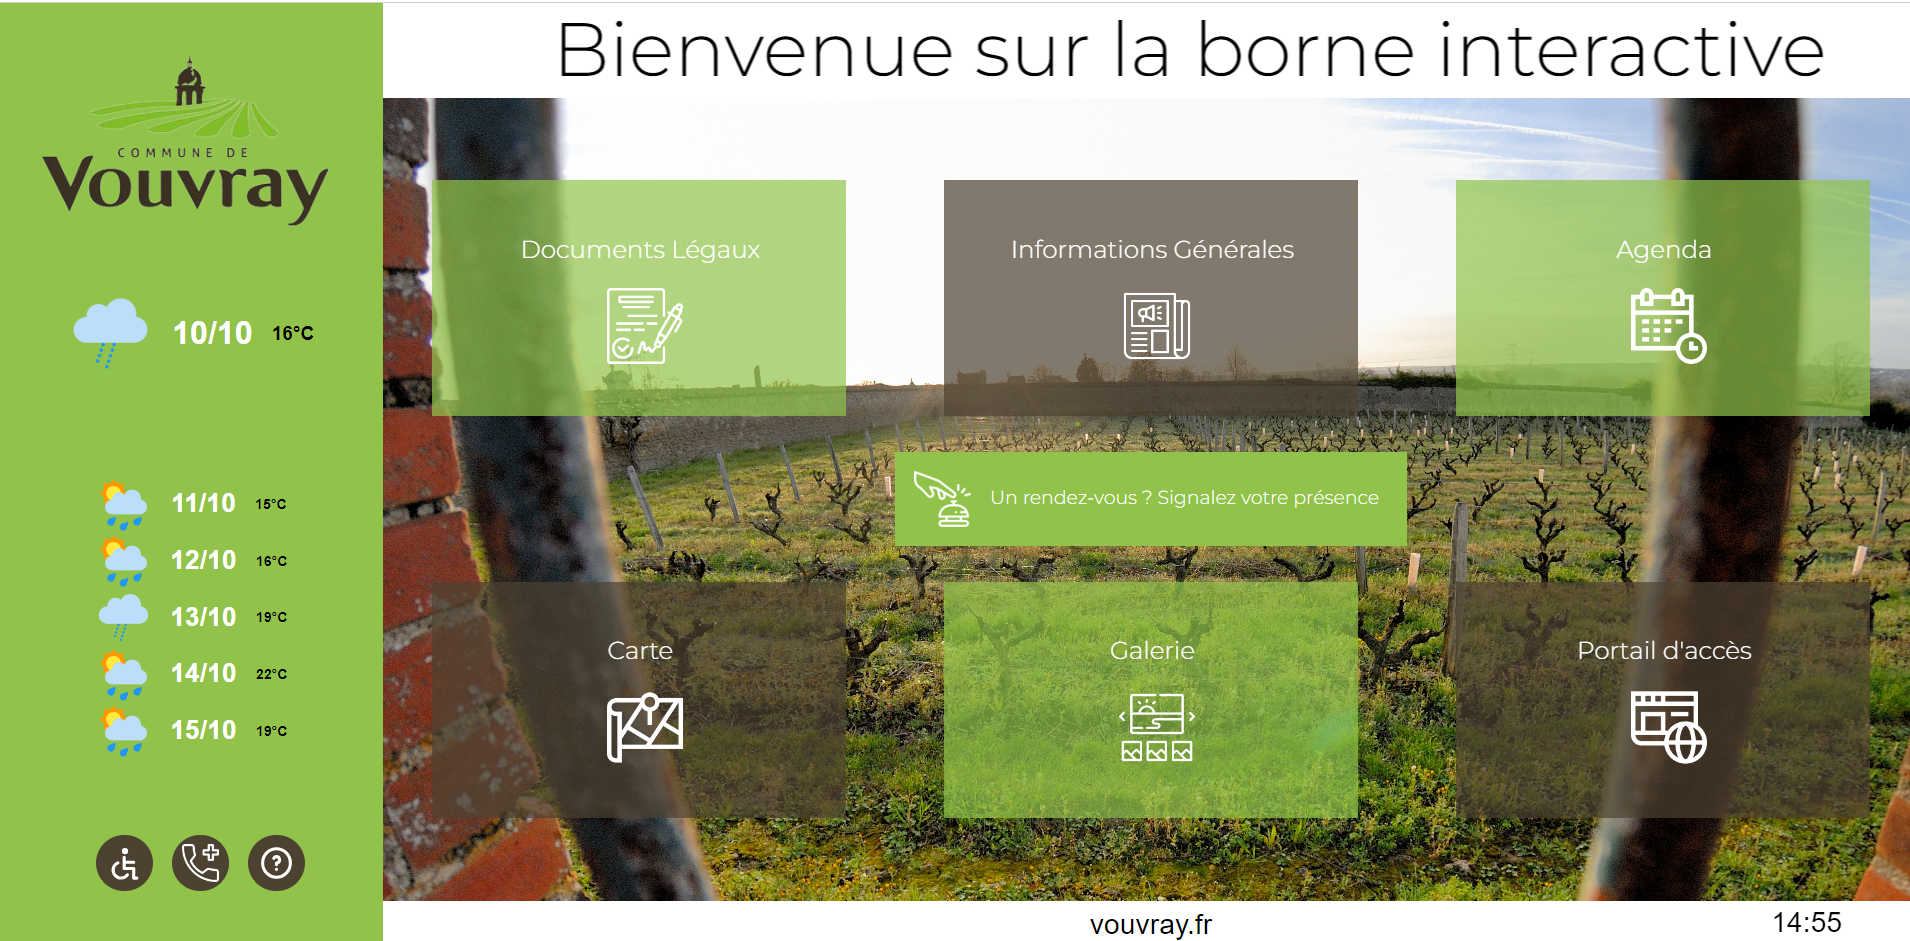 Bienvenue sur la borne interactive
COMMUNE DE
Vouvray
10/10 16°C
11/10 15°C
12/10 16°C
13/10 19°C
14/10 22°C
15/10 19°C
Documents Légaux
Informations Générales
Agenda
Un rendez-vous ? Signalez votre présence
Carte
Galerie
Portail d'accès
vouvray.fr
14:55